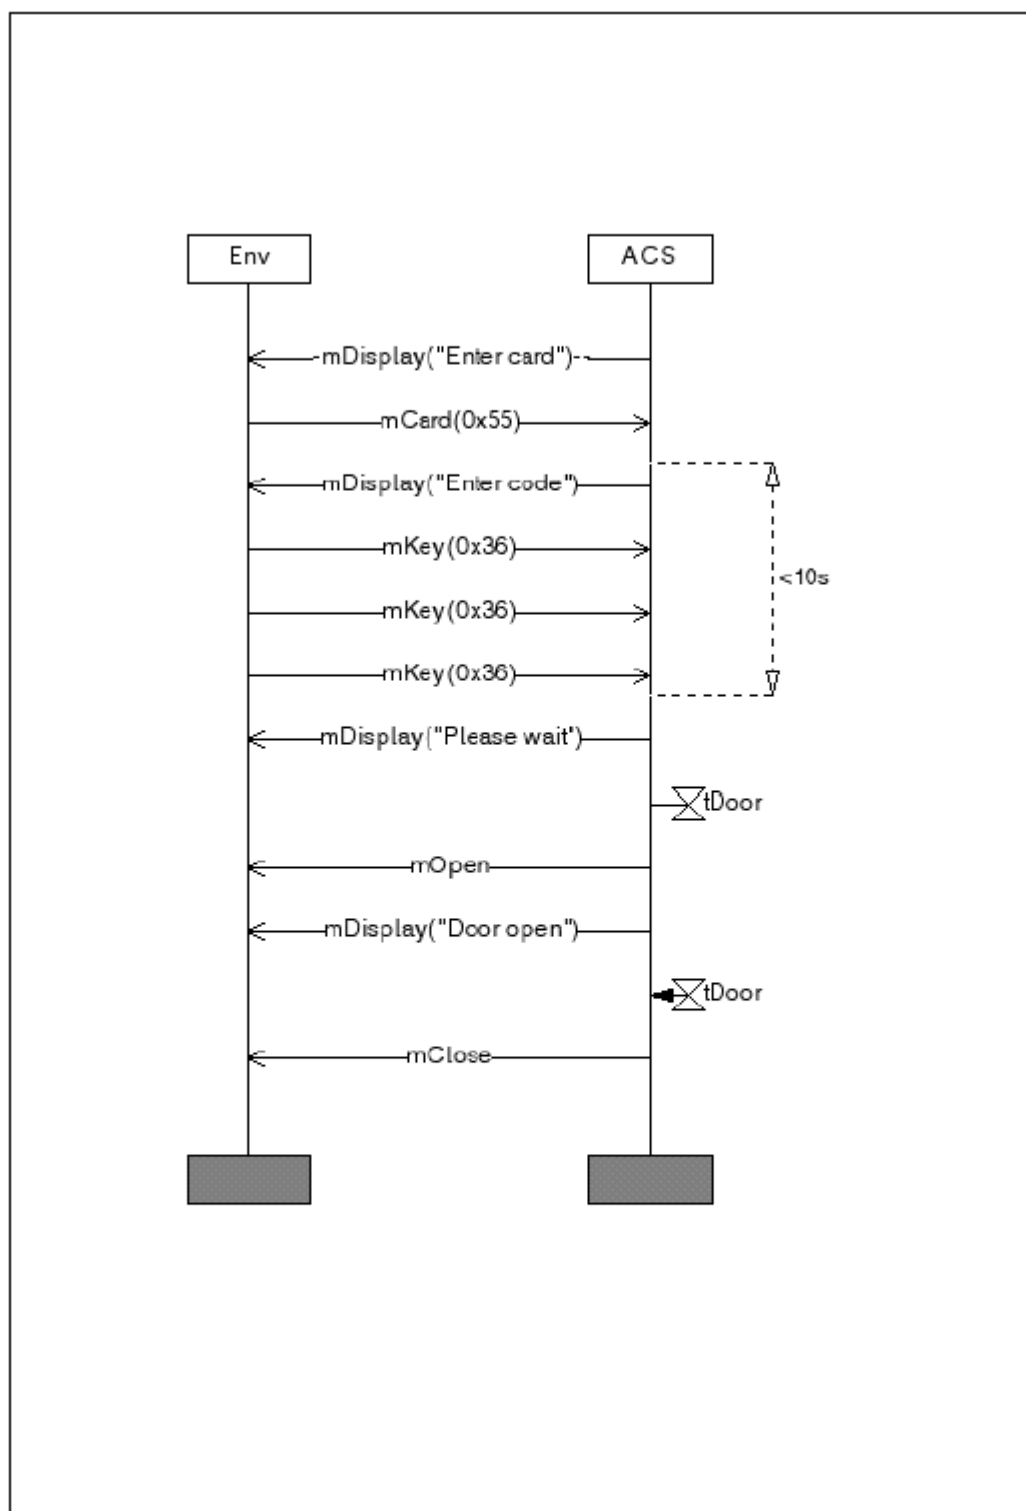 Env
ACS
mDisplay("Enter card")
mCard(0x55)
mDisplay("Enter code")
mKey(0x36)
<10s
mKey(0x36)
mKey(0x36)
mDisplay("Please wait")
tDoor
mOpen
mDisplay("Door open")
tDoor
mClose